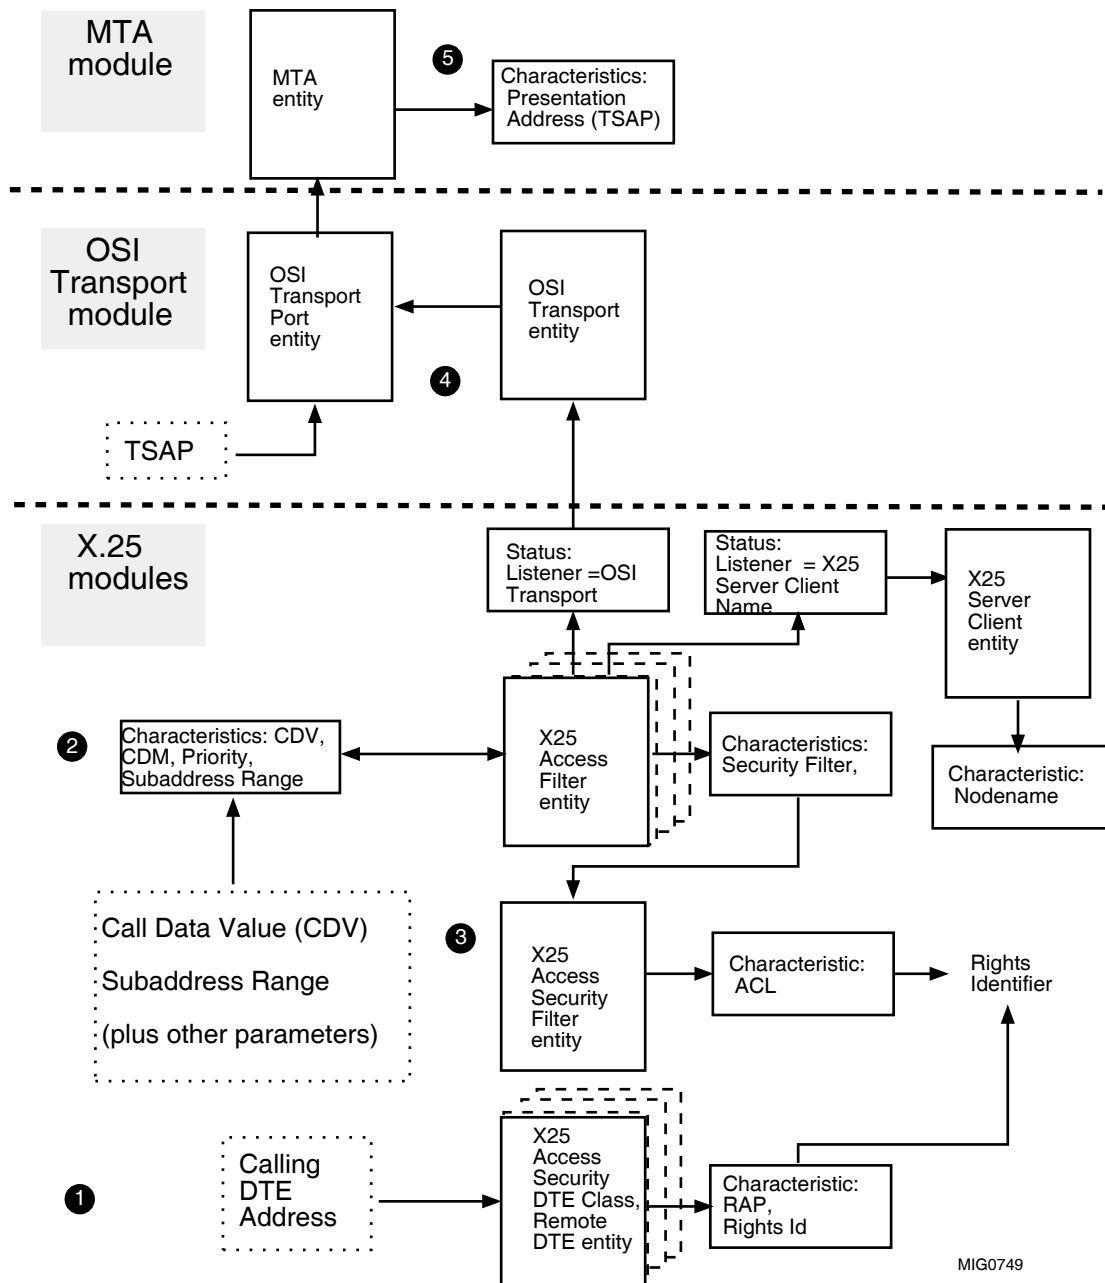 MTA
module
MTA
entity
5
Characteristics:
Presentation
Address (TSAP)
OSI
Transport
module
OSI
Transport
Port
entity
OSI
Transport
entity
4
TSAP
X.25
modules
Status:
Listener =OSI
Transport
Status:
Listener = X25
Server Client
Name
X25
Server
Client
entity
2
Characteristics: CDV,
CDM, Priority,
Subaddress Range
X25
Access
Filter
entity
Characteristics:
Security Filter,
Characteristic:
Nodename
Call Data Value (CDV)
Subaddress Range
(plus other parameters)
3
X25
Access
Security
Filter
entity
Characteristic:
ACL
Rights
Identifier
1
Calling
DTE
Address
X25
Access
Security
DTE Class,
Remote
DTE entity
Characteristic:
RAP,
Rights Id
MIG0749